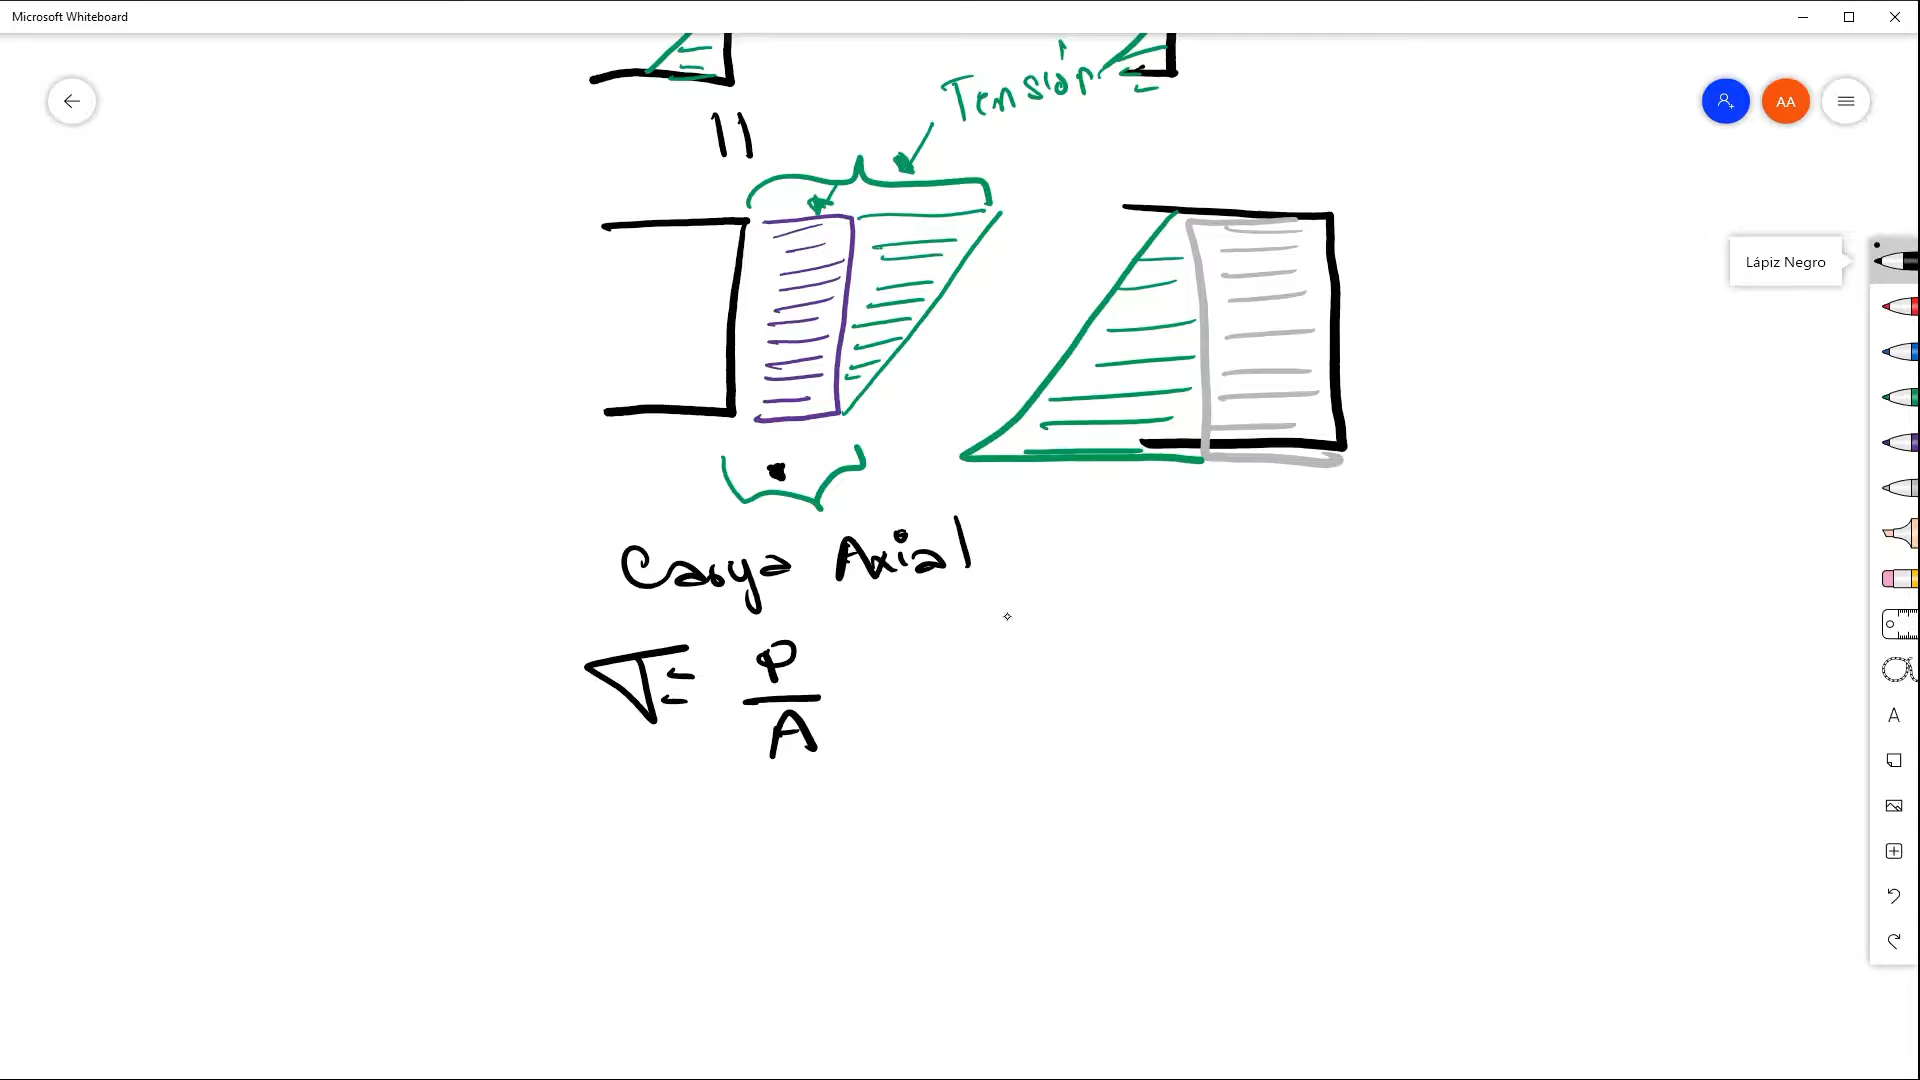 Microsoft Whiteboard
Tensión
AA
Lápiz Negro
Carga Axial
σ = P
A